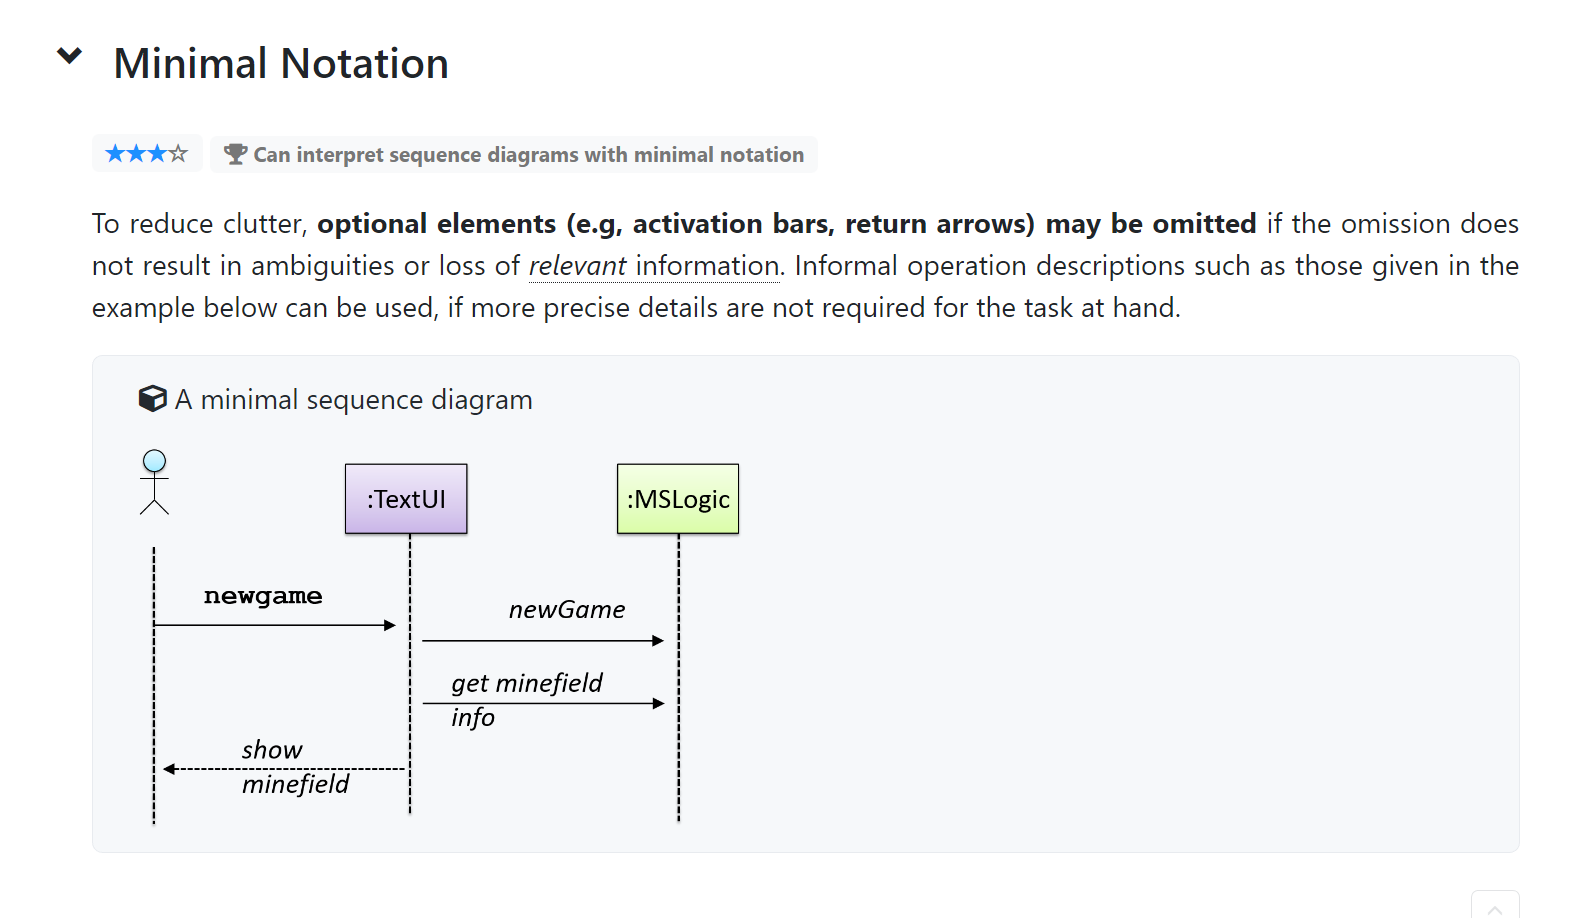 Minimal Notation
★★★☆ Can interpret sequence diagrams with minimal notation
To reduce clutter, optional elements (e.g, activation bars, return arrows) may be omitted if the omission does
not result in ambiguities or loss of relevant information. Informal operation descriptions such as those given in the
example below can be used, if more precise details are not required for the task at hand.
A minimal sequence diagram
:TextUI
:MSLogic
newgame
newGame
get minefield
info
show
minefield